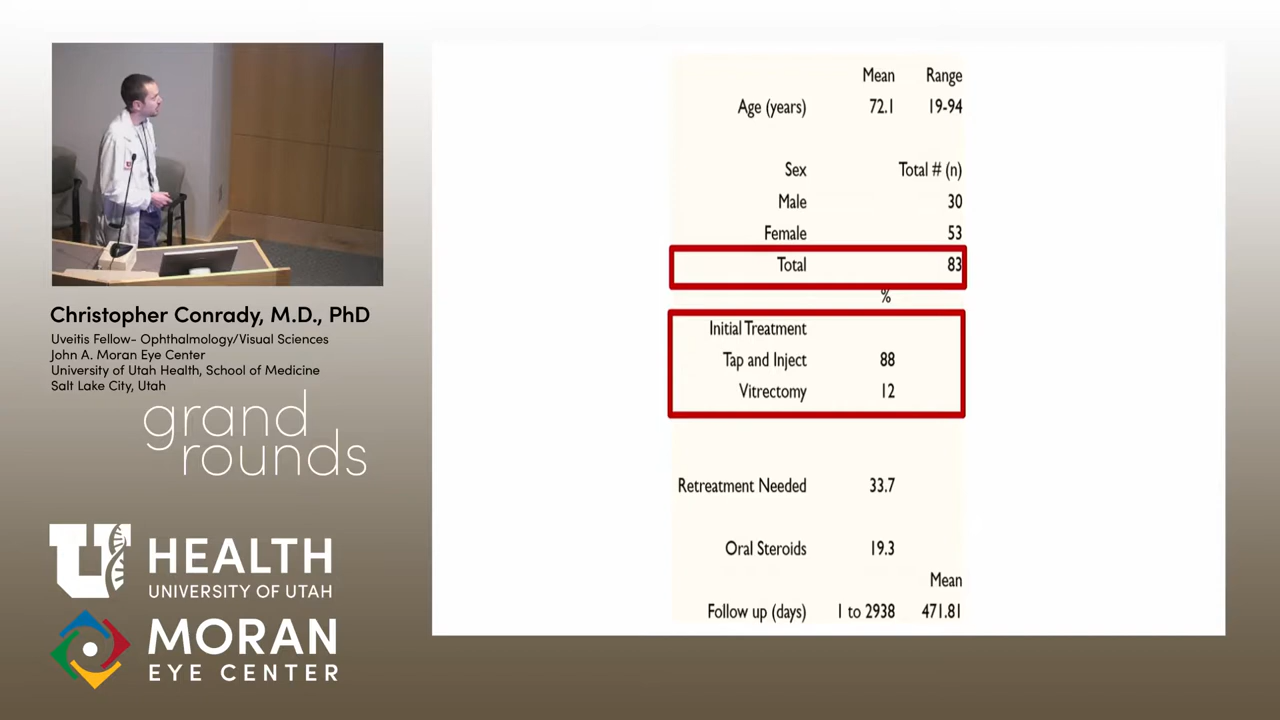 Christopher Conrady, M.D., PhD
Uveitis Fellow- Ophthalmology/Visual Sciences
John A. Moran Eye Center
University of Utah Health, School of Medicine
Salt Lake City, Utah
grand
rounds
U HEALTH
UNIVERSITY OF UTAH
MORAN
EYE CENTER
Mean Range
Age (years) 72.1 19-94
Sex Total # (n)
Male 30
Female 53
Total 83
%
Initial Treatment
Tap and Inject 88
Vitrectomy 12
Retreatment Needed 33.7
Oral Steroids 19.3
Mean
Follow up (days) 1 to 2938 471.81